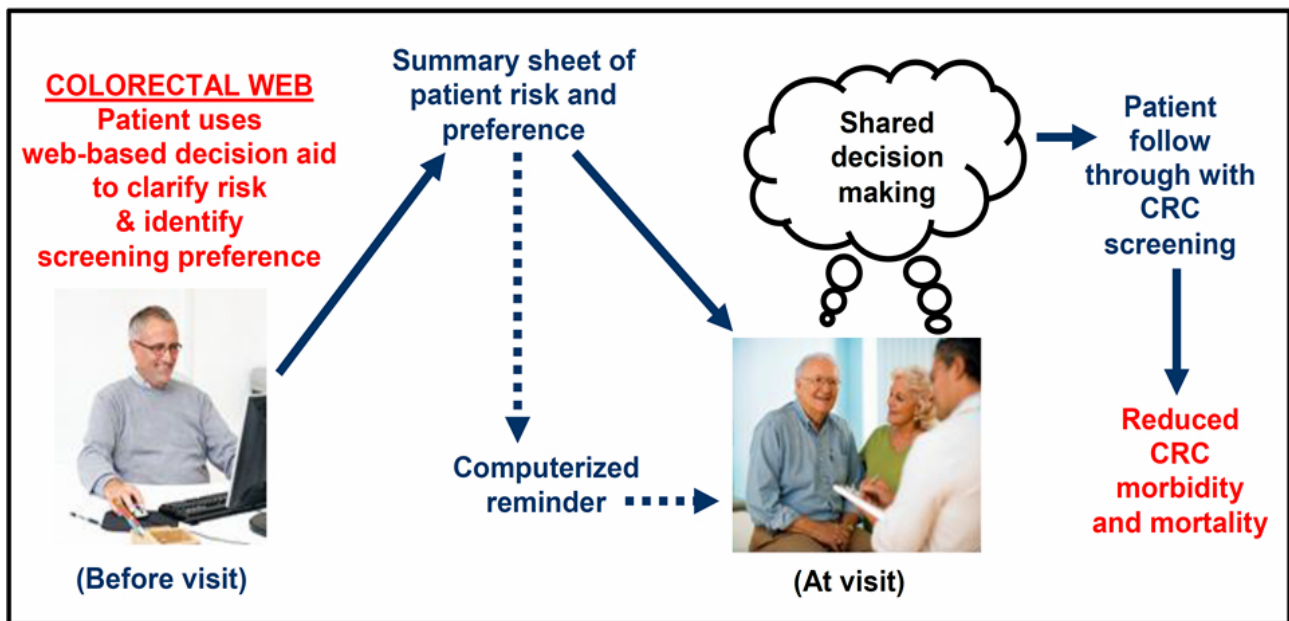 COLORECTAL WEB
Patient uses
web-based decision aid
to clarify risk
& identify
screening preference
(Before visit)
Summary sheet of
patient risk and
preference
Computerized
reminder
Shared
decision
making
(At visit)
Patient
follow
through with
CRC
screening
Reduced
CRC
morbidity
and mortality